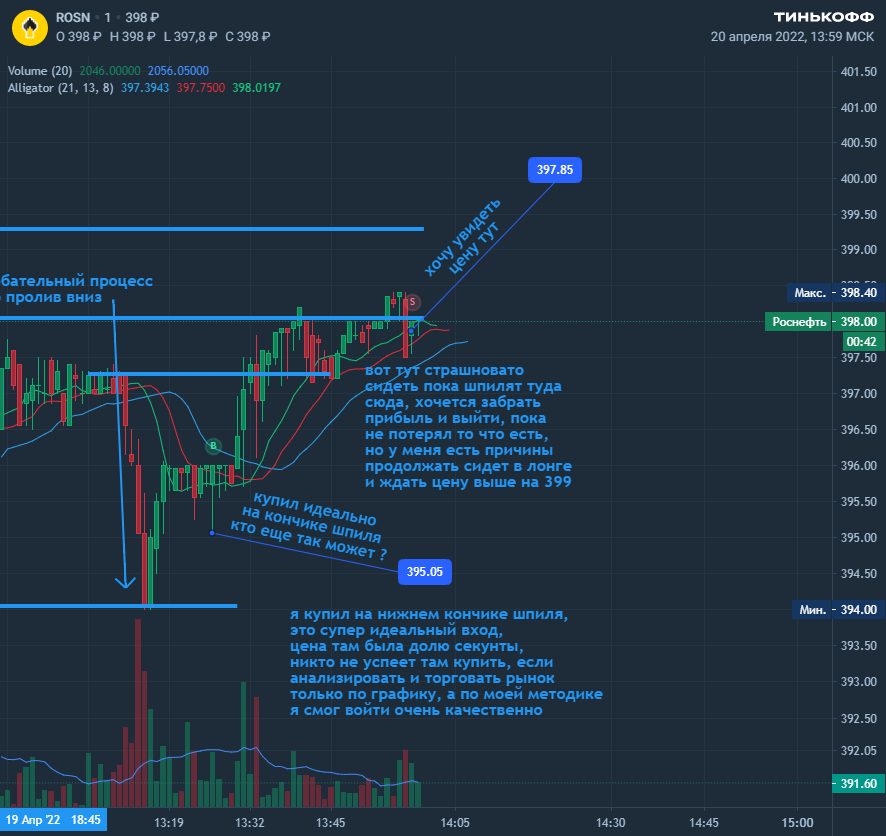 ROSN · 1 · 398 ₽
О 398 ₽ Н 398 ₽ L 397,8 ₽ С 398 ₽
ТИНЬКОФФ
20 апреля 2022, 13:59 МСК
Volume (20) 2046.00000 2056.05000
Alligator (21, 13, 8) 397.3943 397.7500 398.0197
401.50
401.00
400.50
400.00
399.50
399.00
Макс. 398.40
Роснефть 398.00
00:42
397.50
397.00
396.50
396.00
395.50
395.00
394.50
Мин. 394.00
393.50
393.00
392.50
392.05
391.60
397.85
хочу увидеть
цену тут
бательный процесс
пролив вниз
S
B
вот тут страшновато
сидеть пока шпилят туда
сюда, хочется забрать
прибыль и выйти, пока
не потерял то что есть,
но у меня есть причины
продолжать сидет в лонге
и ждать цену выше на 399
купил идеально
на кончике шпиля
кто еще так может ?
395.05
я купил на нижнем кончике шпиля,
это супер идеальный вход,
цена там была долю секунты,
никто не успеет там купить, если
анализировать и торговать рынок
только по графику, а по моей методике
я смог войти очень качественно
19 Апр '22 18:45
13:19
13:32
13:45
14:05
14:30
14:45
15:00